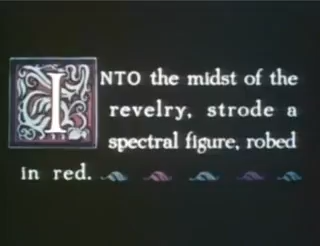 INTO the midst of the
revelry, strode a
spectral figure, robed
in red.